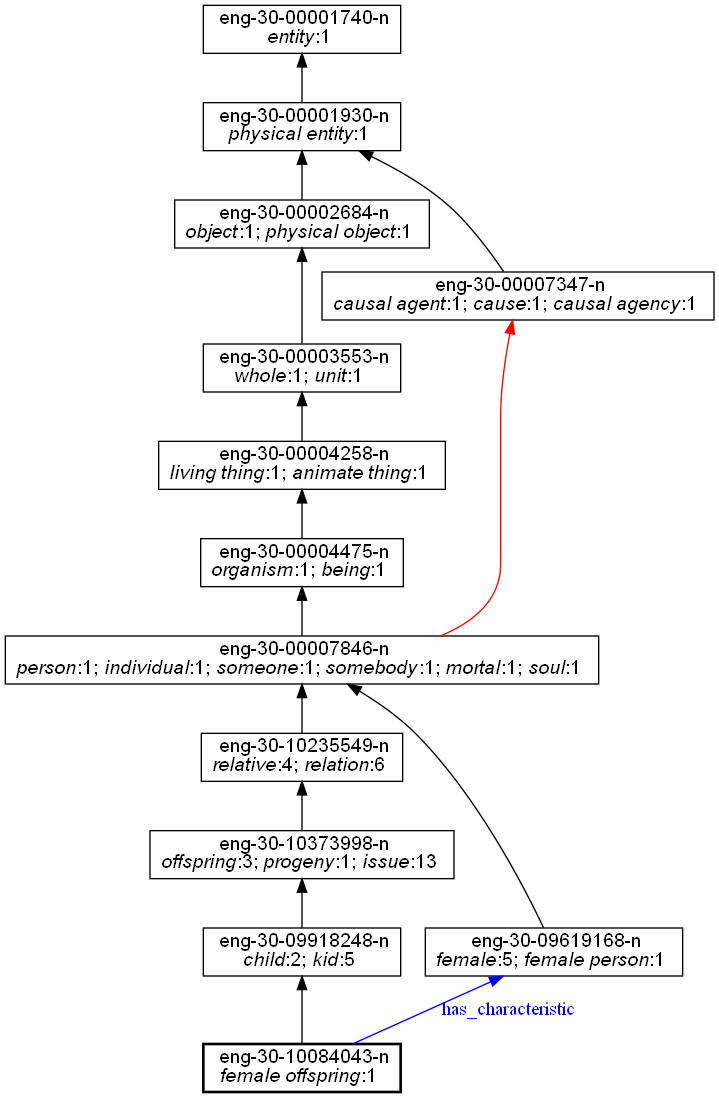 eng-30-00001740-n
entity:1
eng-30-00001930-n
physical entity:1
eng-30-00002684-n
object:1; physical object:1
eng-30-00007347-n
causal agent:1; cause:1; causal agency:1
eng-30-00003553-n
whole:1; unit:1
eng-30-00004258-n
living thing:1; animate thing:1
eng-30-00004475-n
organism:1; being:1
eng-30-00007846-n
person:1; individual:1; someone:1; somebody:1; mortal:1; soul:1
eng-30-10235549-n
relative:4; relation:6
eng-30-10373998-n
offspring:3; progeny:1; issue:13
eng-30-09918248-n
child:2; kid:5
eng-30-09619168-n
female:5; female person:1
has_characteristic
eng-30-10084043-n
female offspring:1